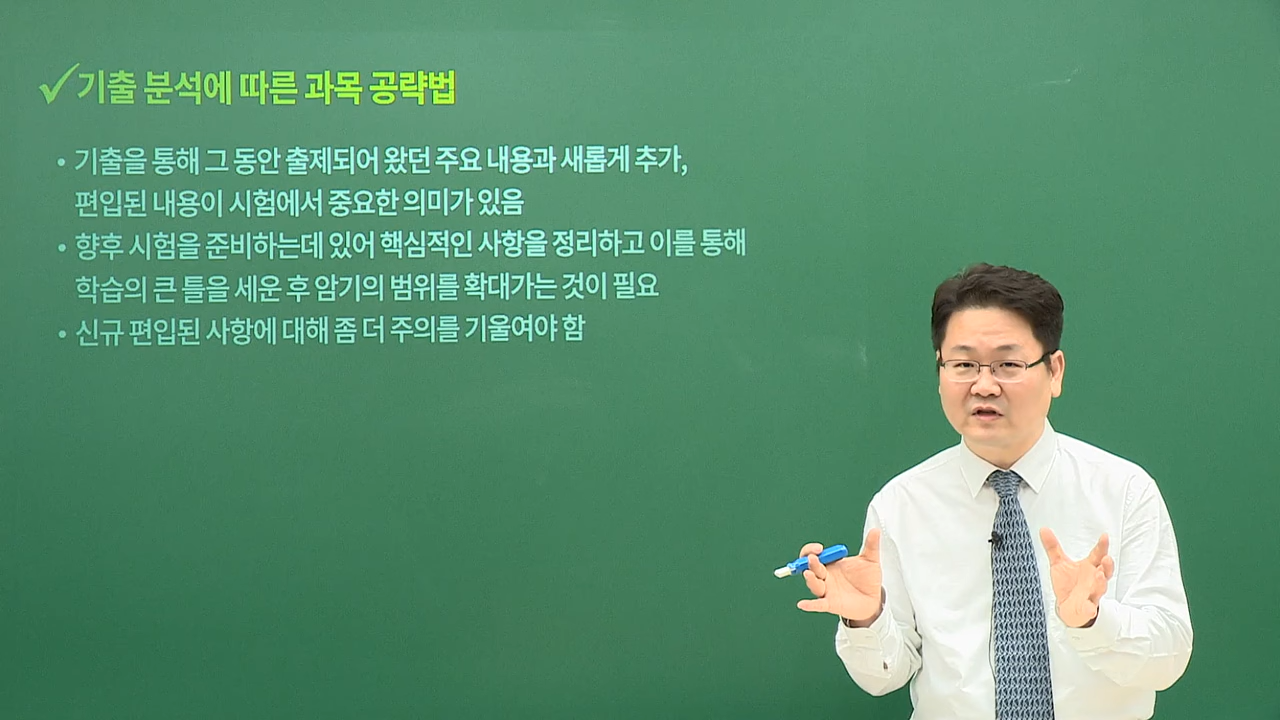 ✓기출 분석에 따른 과목 공략법
• 기출을 통해 그 동안 출제되어 왔던 주요 내용과 새롭게 추가,
편입된 내용이 시험에서 중요한 의미가 있음
• 향후 시험을 준비하는데 있어 핵심적인 사항을 정리하고 이를 통해
학습의 큰 틀을 세운 후 암기의 범위를 확대가는 것이 필요
• 신규 편입된 사항에 대해 좀 더 주의를 기울여야 함